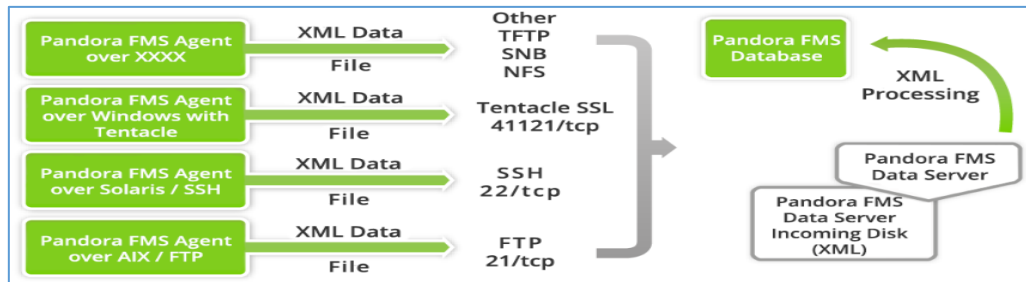 Pandora FMS Agent
over XXXX
XML Data
File
Other
TFTP
SNB
NFS
Pandora FMS Agent
over Windows with
Tentacle
XML Data
File
Tentacle SSL
41121/tcp
Pandora FMS Agent
over Solaris / SSH
XML Data
File
SSH
22/tcp
Pandora FMS Agent
over AIX / FTP
XML Data
File
FTP
21/tcp
Pandora FMS
Database
XML
Processing
Pandora FMS
Data Server
Pandora FMS
Data Server
Incoming Disk
(XML)